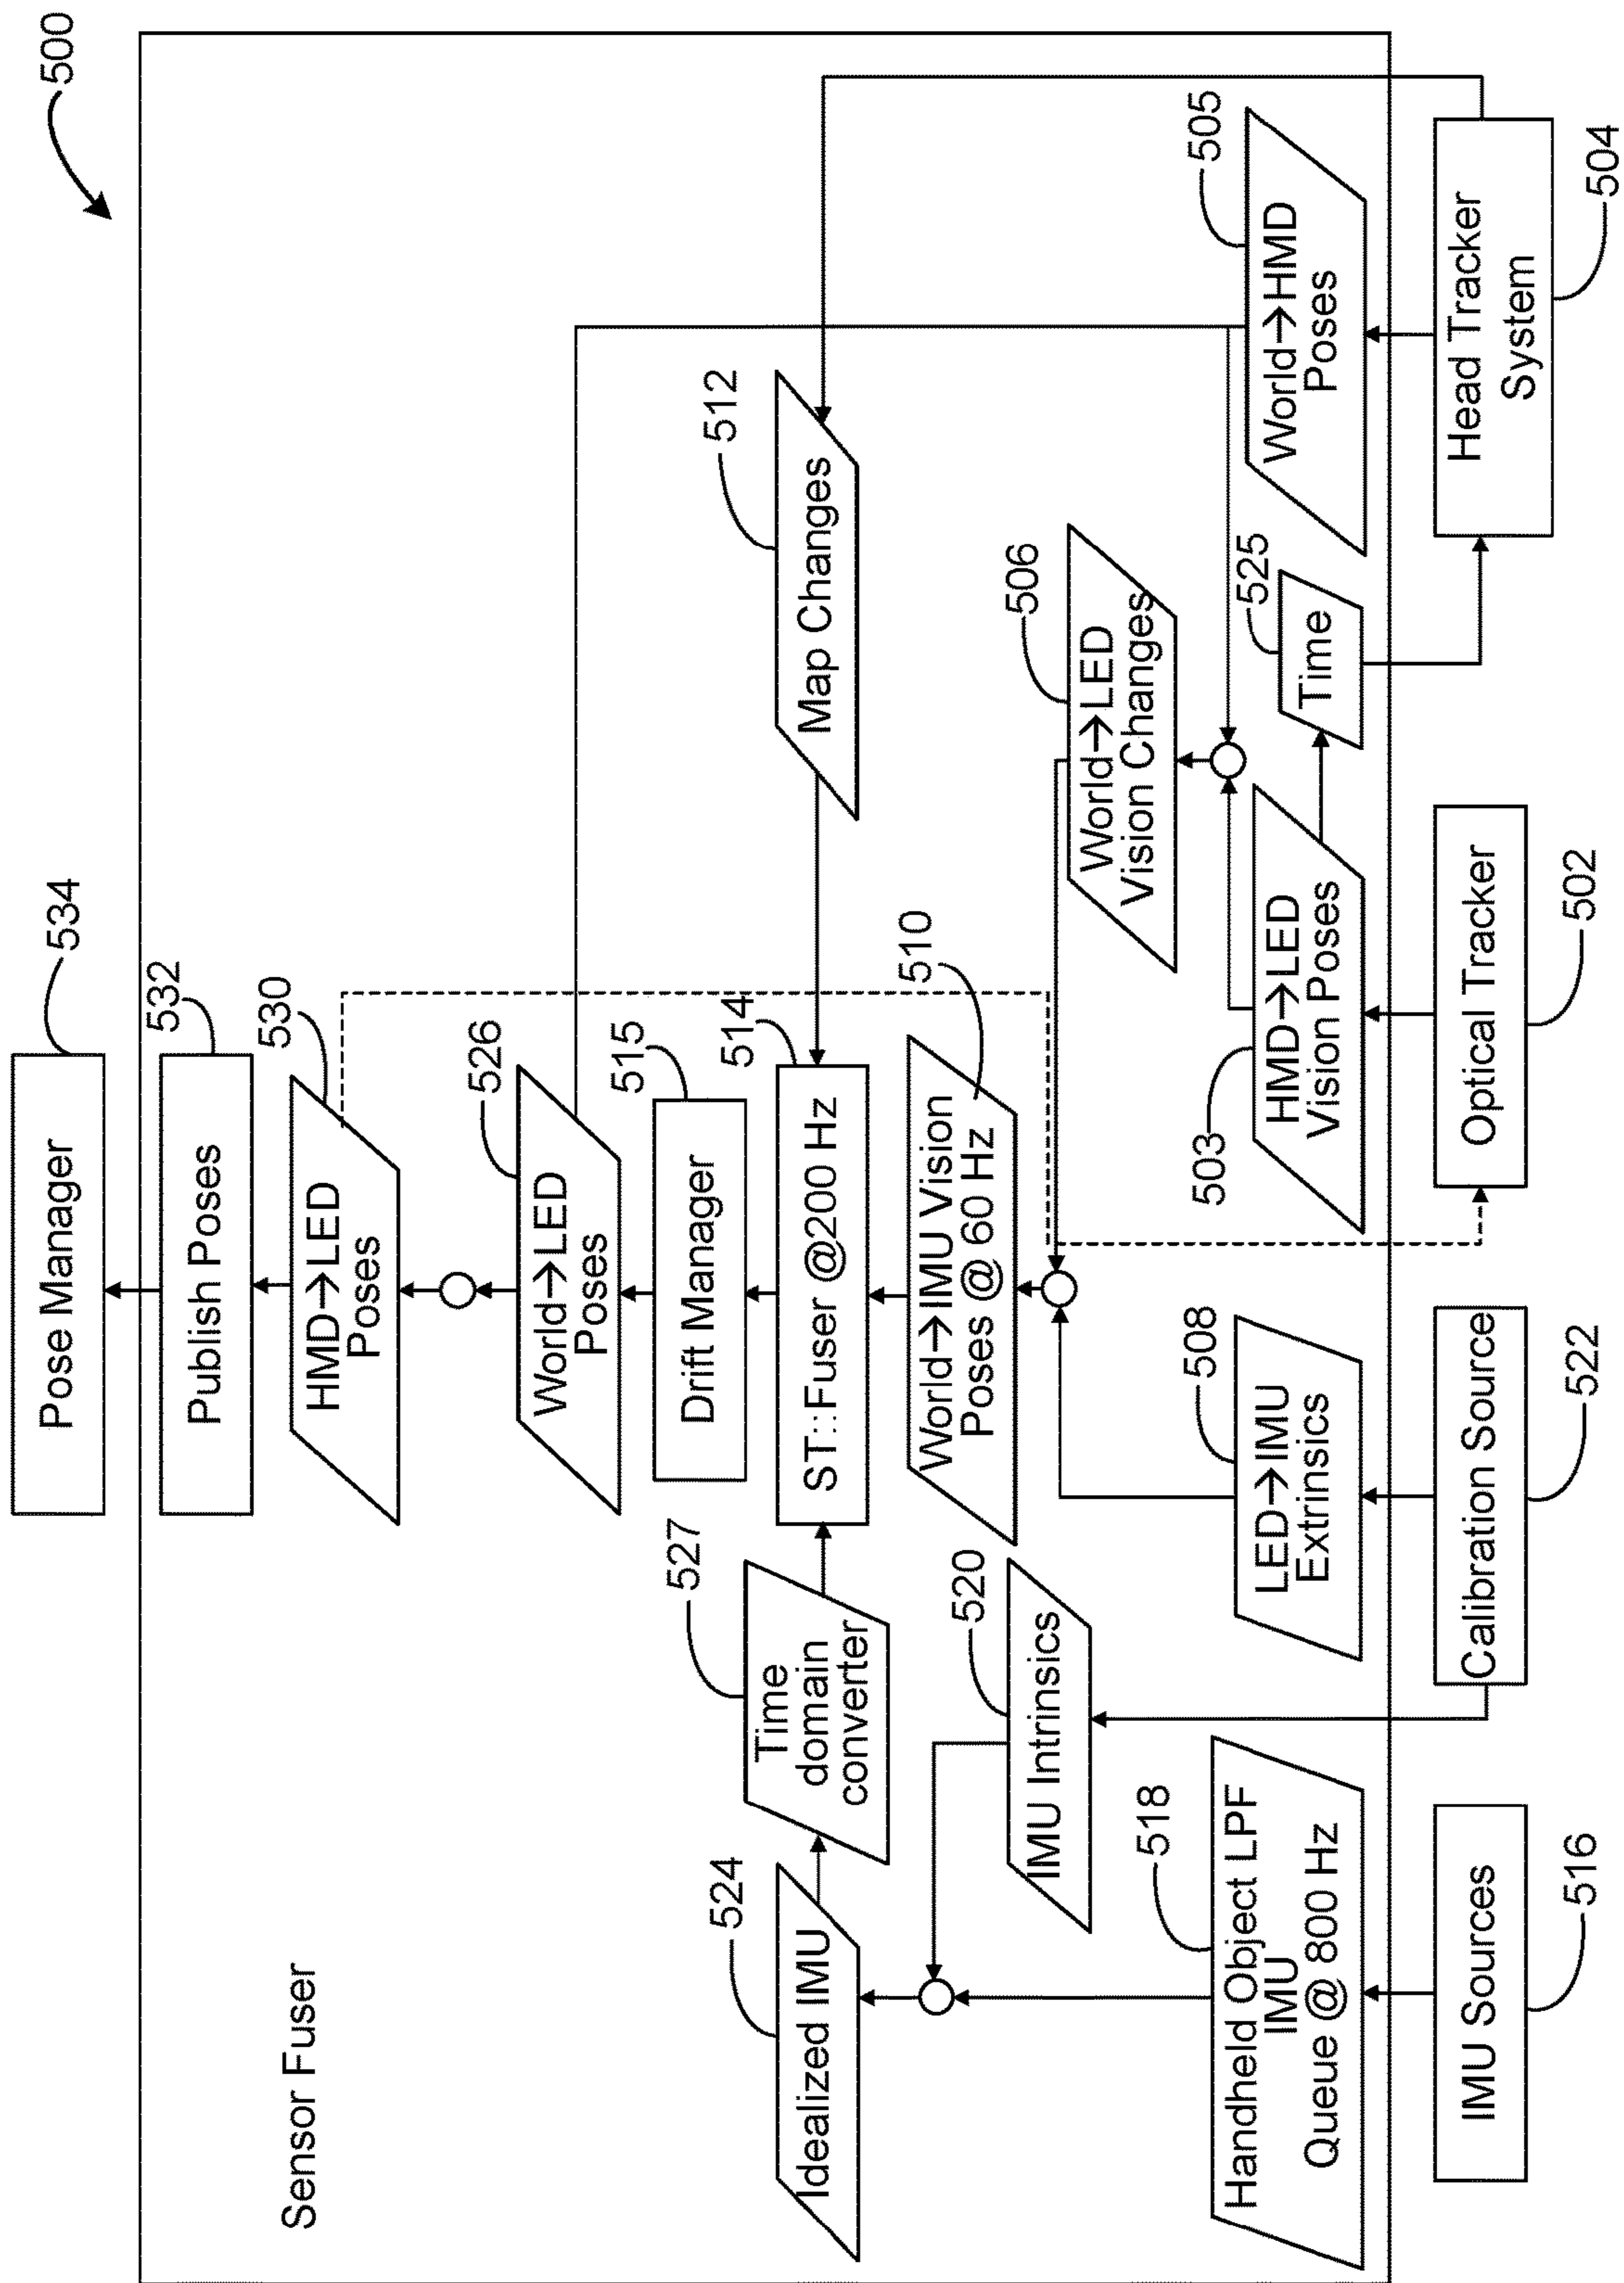 500
Sensor Fuser
Pose Manager
534
Publish Poses
532
HMD→LED
Poses
530
World→LED
Poses
526
Drift Manager
515
ST::Fuser @200 Hz
514
Map Changes
512
Idealized IMU
524
Time
domain
converter
527
World→IMU Vision
Poses @ 60 Hz
510
IMU Intrinsics
520
World→LED
Vision Changes
506
Handheld Object LPF
IMU
Queue @ 800 Hz
518
LED→IMU
Extrinsics
508
HMD→LED
Vision Poses
503
Time
525
World→HMD
Poses
505
IMU Sources
516
Calibration Source
522
Optical Tracker
502
Head Tracker
System
504